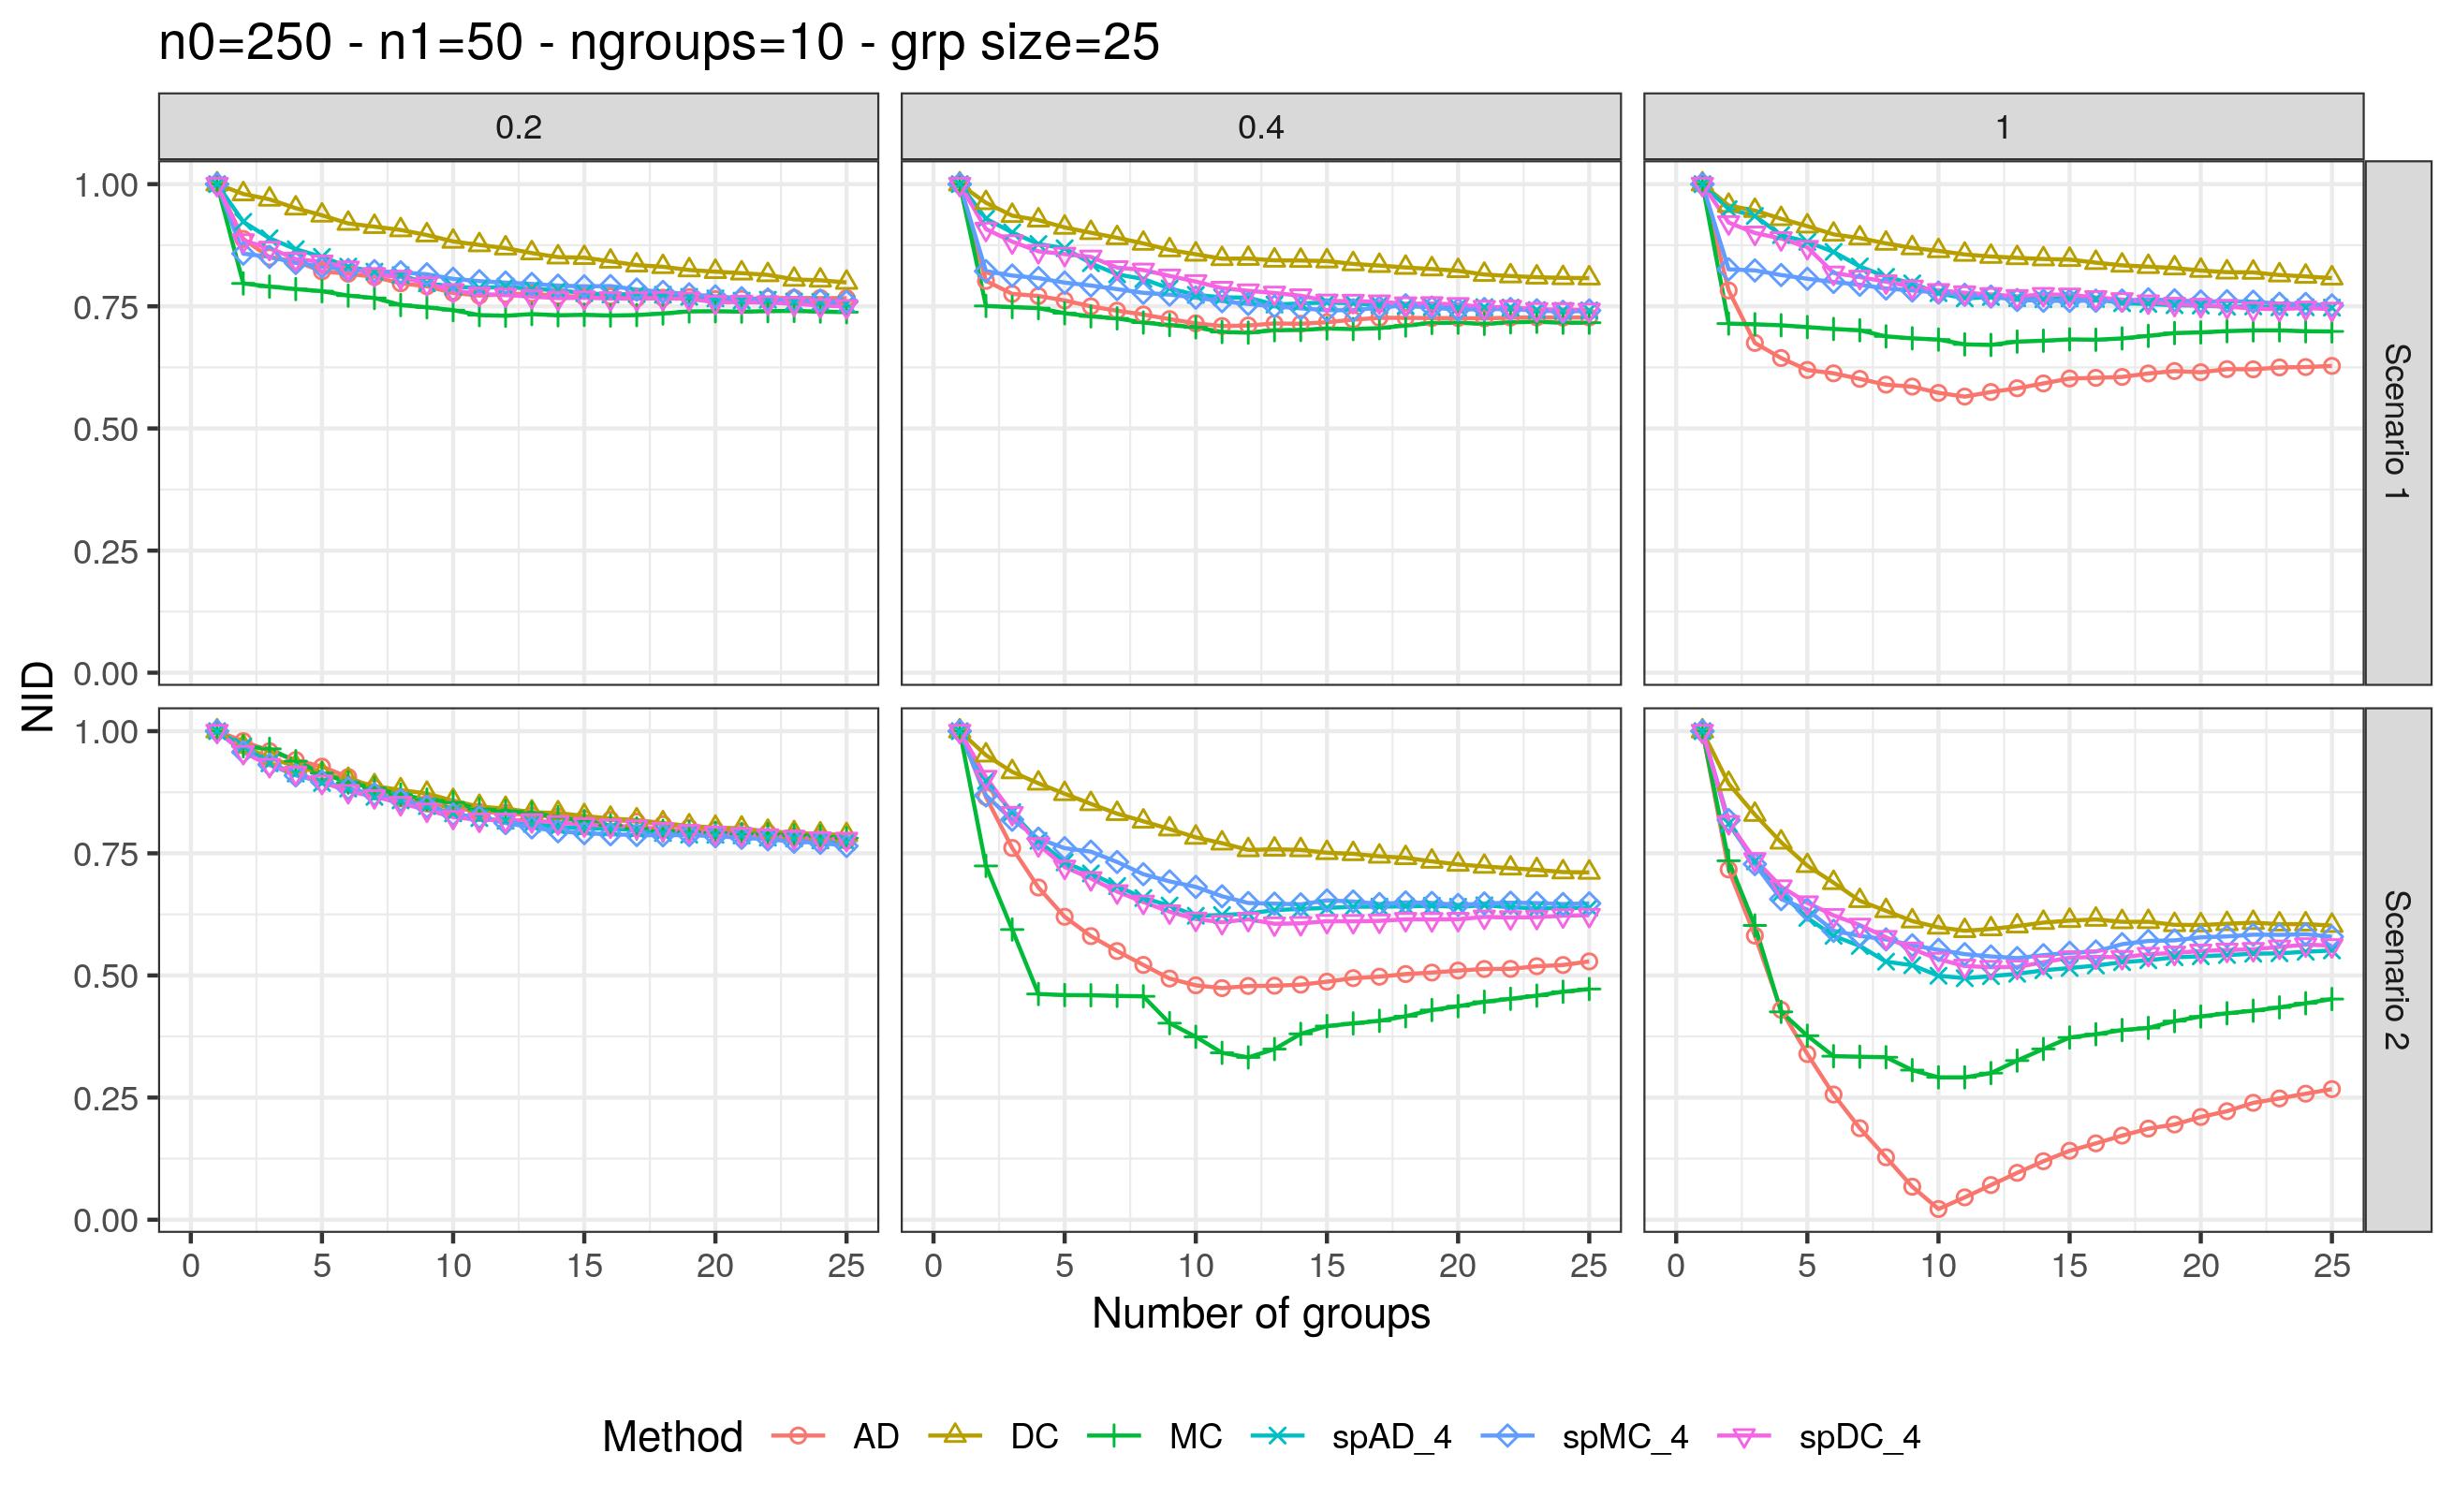 n0=250 - n1=50 - ngroups=10 - grp size=25
0.2 0.4 1
1.00
0.75
0.50
0.25
0.00
Scenario 1
NID
1.00
0.75
0.50
0.25
0.00
Scenario 2
0 5 10 15 20 25 0 5 10 15 20 25 0 5 10 15 20 25
Number of groups
Method AD DC MC spAD_4 spMC_4 spDC_4